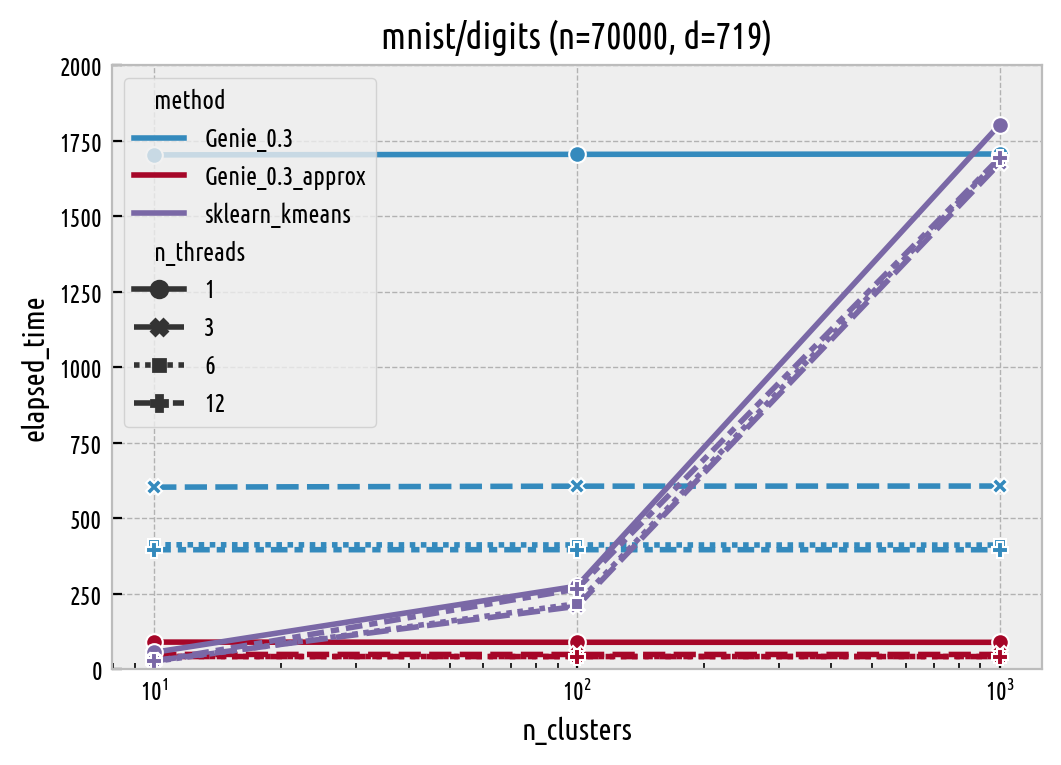 mnist/digits (n=70000, d=719)
elapsed_time
2000
1750
1500
1250
1000
750
500
250
0
method
Genie_0.3
Genie_0.3_approx
sklearn_kmeans
n_threads
1
3
6
12
10¹
10²
10³
n_clusters